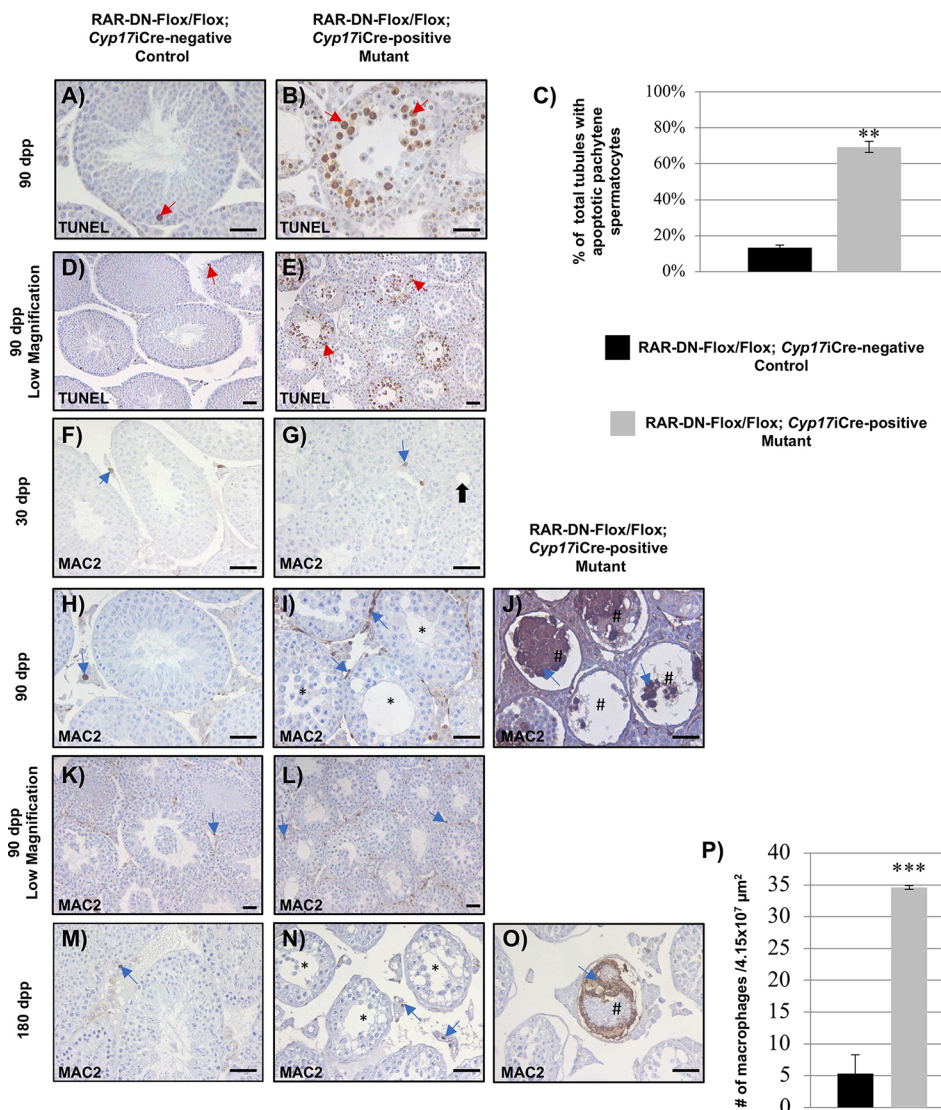 RAR-DN-Flox/Flox;
Cyp17iCre-negative
Control
RAR-DN-Flox/Flox;
Cyp17iCre-positive
Mutant
90 dpp
A)
TUNEL
B)
TUNEL
C)
% of total tubules with
apoptotic pachytene
spermatocytes
100%
80%
60%
40%
20%
0%
**
90 dpp
Low Magnification
D)
TUNEL
E)
TUNEL
RAR-DN-Flox/Flox; Cyp17iCre-negative
Control
RAR-DN-Flox/Flox; Cyp17iCre-positive
Mutant
30 dpp
F)
MAC2
G)
MAC2
RAR-DN-Flox/Flox;
Cyp17iCre-positive
Mutant
90 dpp
H)
MAC2
I)
*
*
*
MAC2
J)
#
#
#
#
MAC2
90 dpp
Low Magnification
K)
MAC2
L)
MAC2
180 dpp
M)
MAC2
N)
*
*
*
MAC2
O)
#
MAC2
P)
# of macrophages /4.15x10⁷ µm²
40
35
30
25
20
15
10
5
0
***